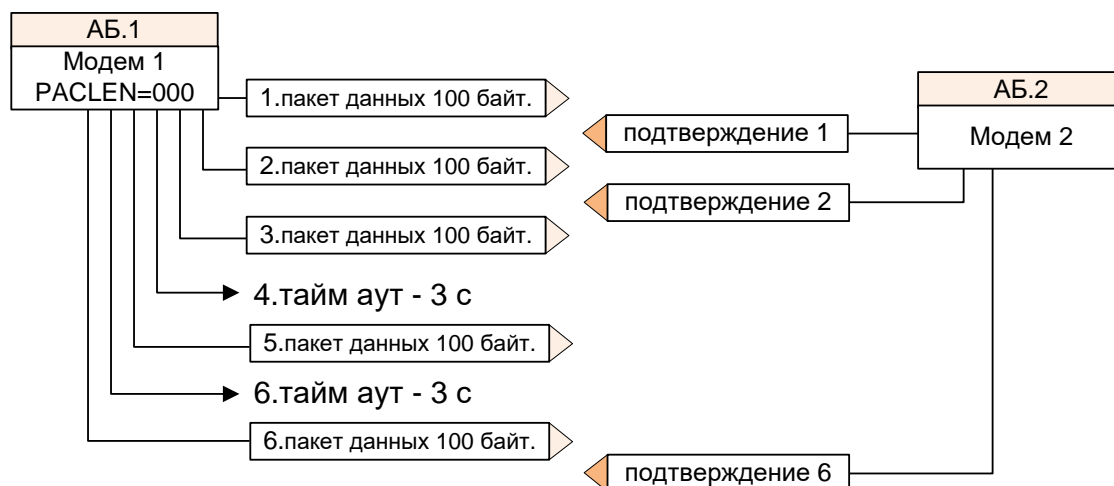 АБ.1
Модем 1
PACLEN=000
1.пакет данных 100 байт.
АБ.2
Модем 2
подтверждение 1
2.пакет данных 100 байт.
подтверждение 2
3.пакет данных 100 байт.
4.тайм аут - 3 с
5.пакет данных 100 байт.
6.тайм аут - 3 с
6.пакет данных 100 байт.
подтверждение 6